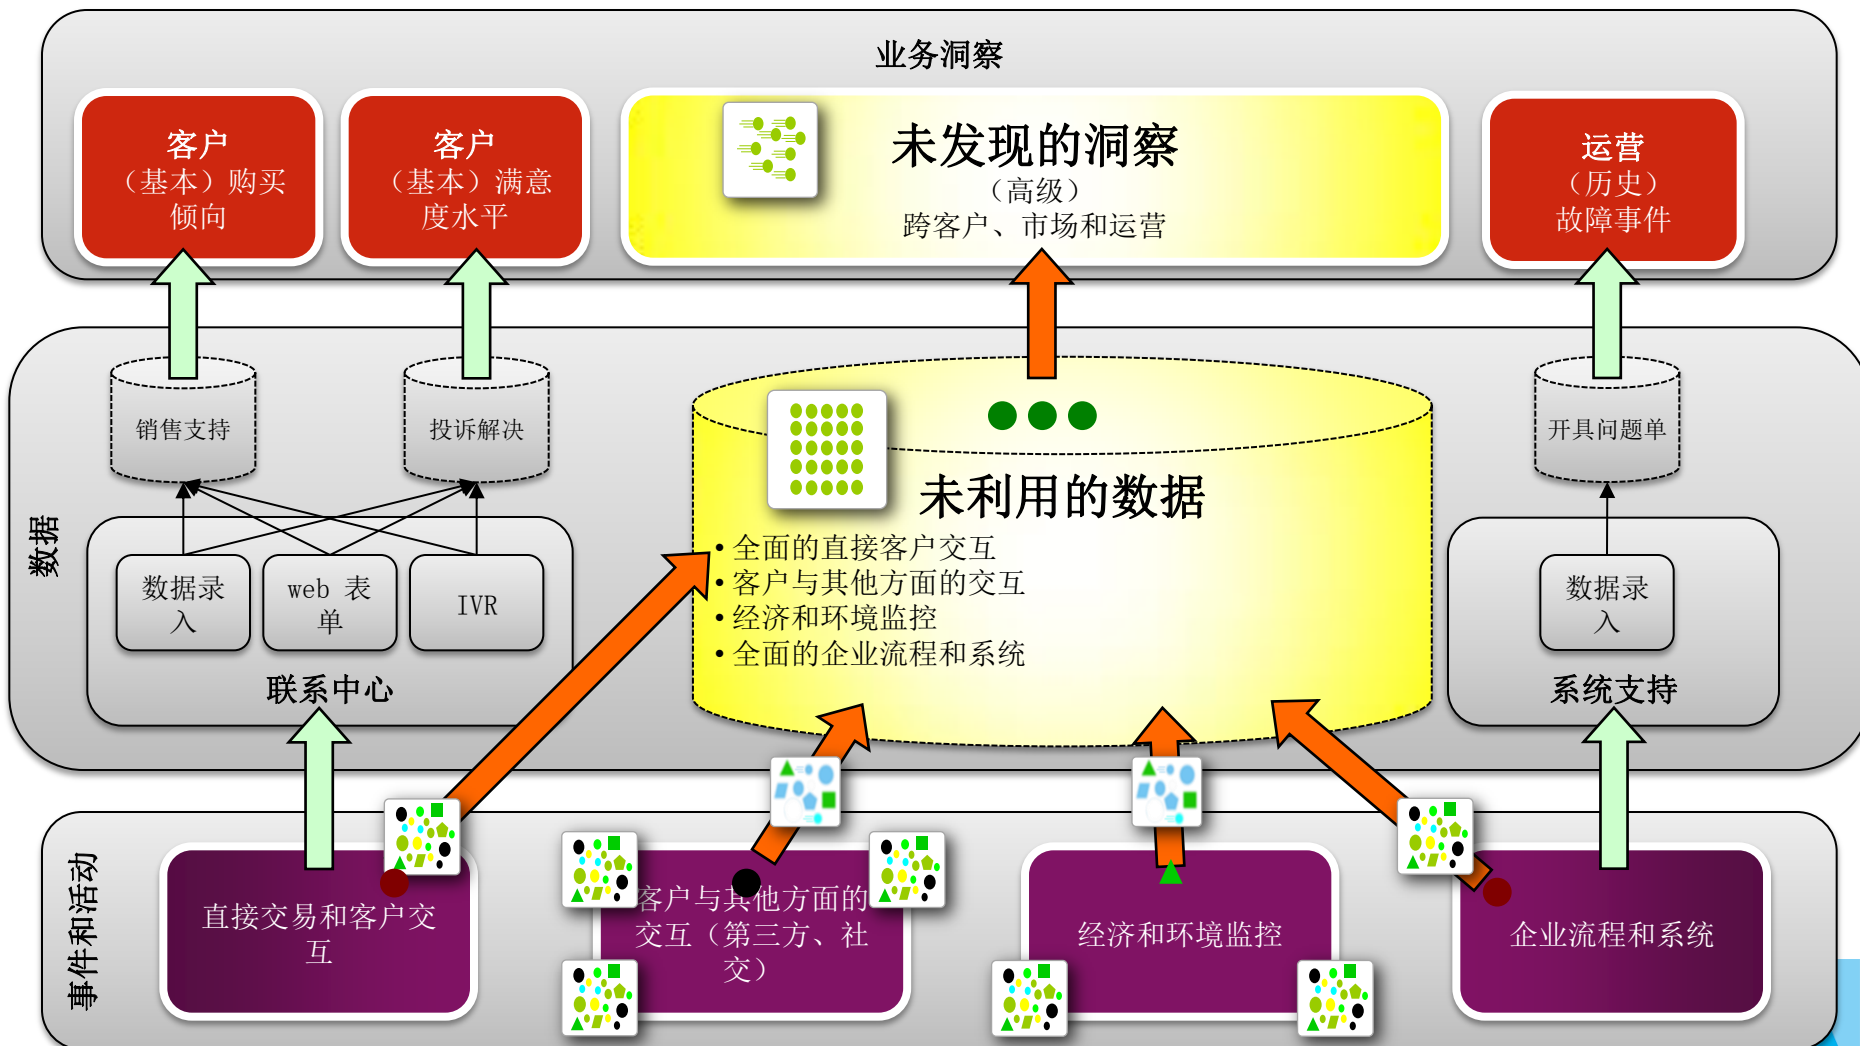 业务洞察
客户
（基本）购买
倾向
客户
（基本）满意
度水平
未发现的洞察
（高级）
跨客户、市场和运营
运营
（历史）
故障事件
数据
销售支持
投诉解决
开具问题单
未利用的数据
• 全面的直接客户交互
• 客户与其他方面的交互
• 经济和环境监控
• 全面的企业流程和系统
数据录
入
web 表
单
IVR
联系中心
数据录
入
系统支持
事件和活动
直接交易和客户交
互
客户与其他方面的
交互（第三方、社
交）
经济和环境监控
企业流程和系统